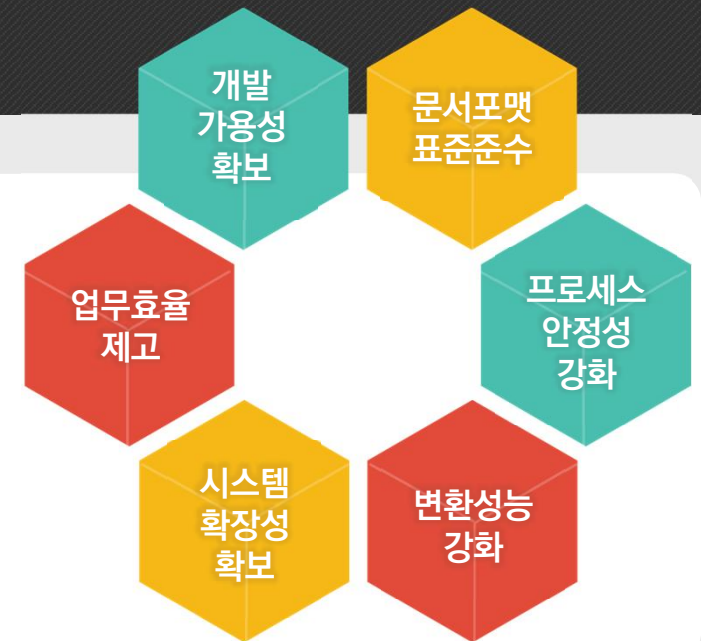 개발
가용성
확보
문서포맷
표준준수
업무효율
제고
프로세스
안정성
강화
시스템
확장성
확보
변환성능
강화